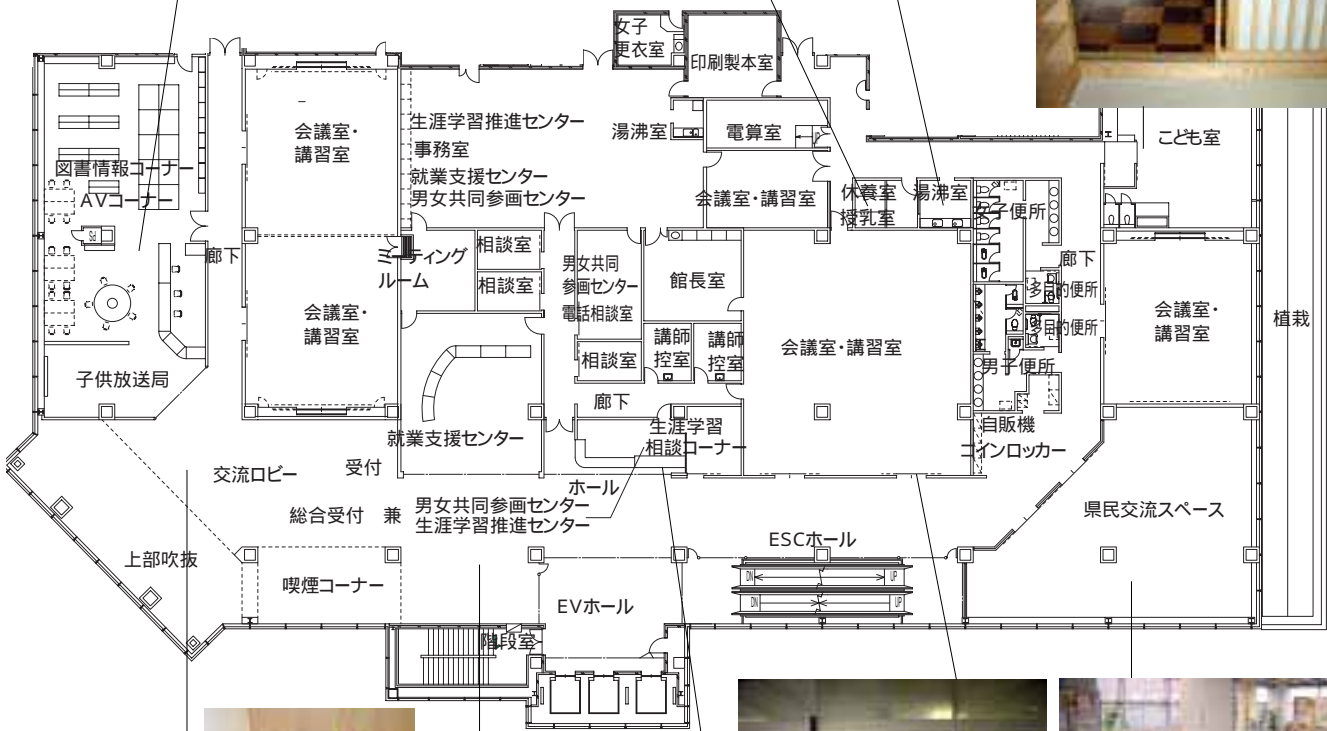 女子
更衣室
印刷製本室
会議室・
講習室
生涯学習推進センター
事務室
就業支援センター
男女共同参画センター
湯沸室
電算室
こども室
図書情報コーナー
AVコーナー
PS
会議室・講習室
休養室
授乳室
湯沸室
女子便所
廊下
ミーティング
ルーム
相談室
相談室
男女共同
参画センター
電話相談室
館長室
廊下
多目的便所
多目的便所
会議室・
講習室
会議室・
講習室
植栽
講師
控室
講師
控室
会議室・講習室
相談室
男子便所
子供放送局
廊下
就業支援センター
生涯学習
相談コーナー
自販機
コインロッカー
交流ロビー
受付
ホール
男女共同参画センター
総合受付 兼
生涯学習推進センター
県民交流スペース
ESCホール
上部吹抜
喫煙コーナー
EVホール
DN
UP
DN
UP
階段室